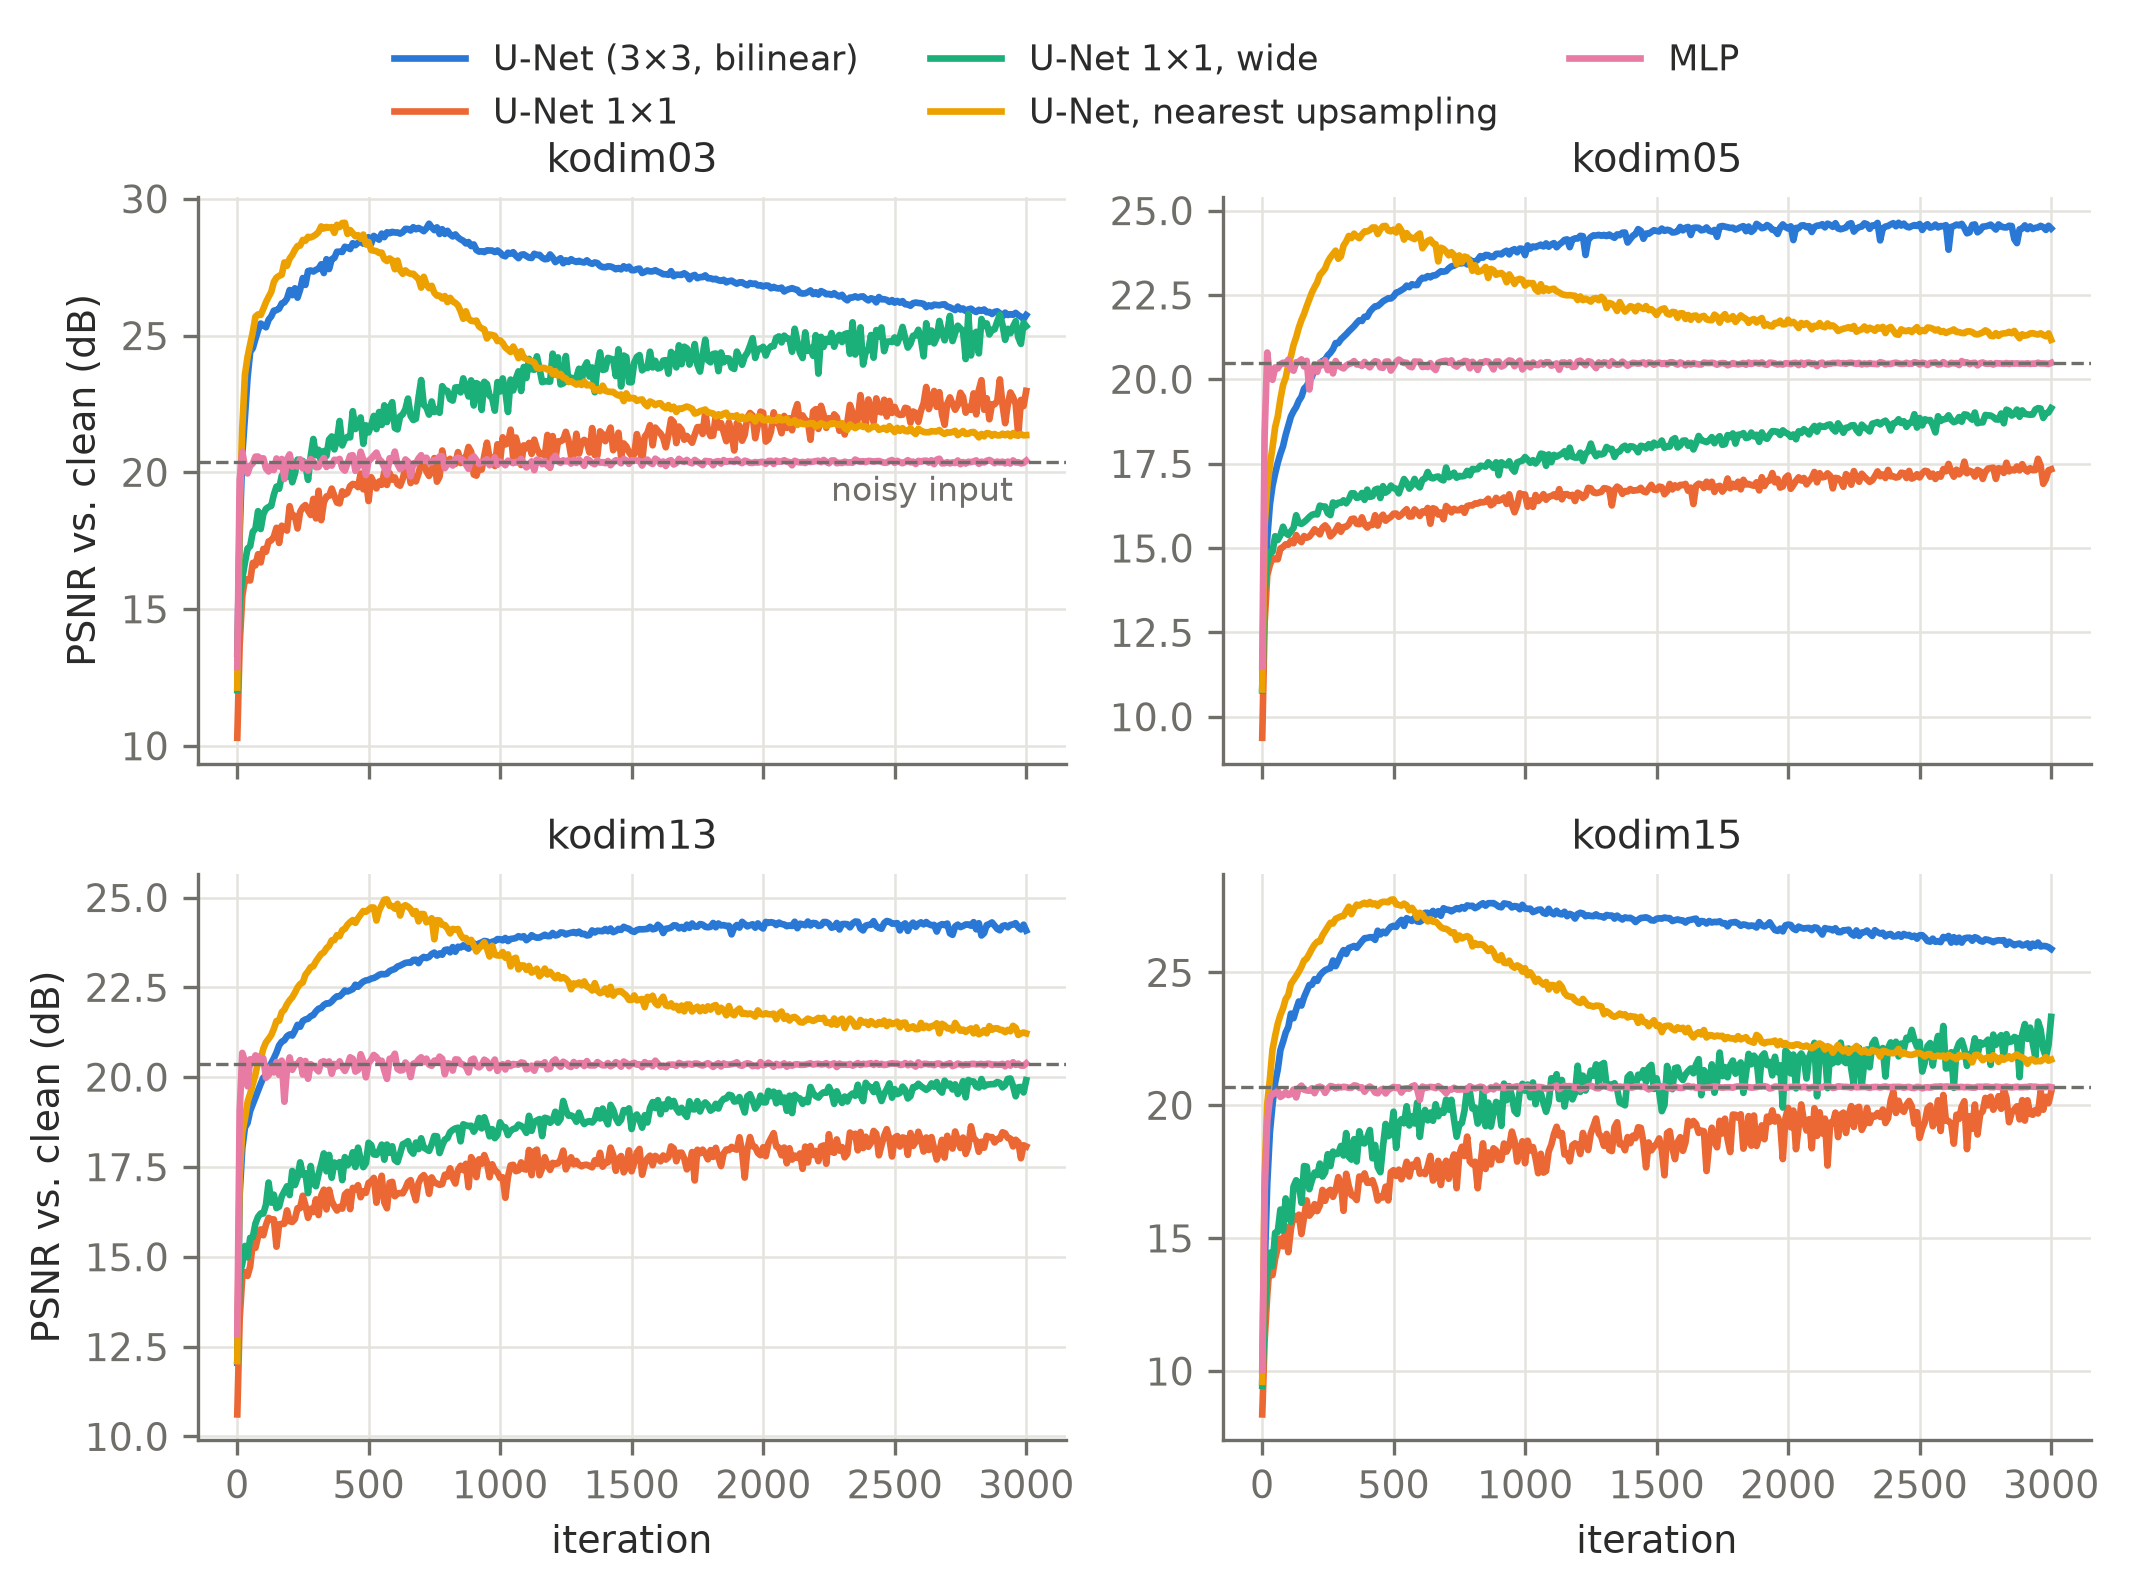 U-Net (3×3, bilinear)
U-Net 1×1
U-Net 1×1, wide
U-Net, nearest upsampling
MLP
kodim03
PSNR vs. clean (dB)
30
25
20
15
10
noisy input
kodim05
25.0
22.5
20.0
17.5
15.0
12.5
10.0
kodim13
PSNR vs. clean (dB)
25.0
22.5
20.0
17.5
15.0
12.5
10.0
0 500 1000 1500 2000 2500 3000
iteration
kodim15
25
20
15
10
0 500 1000 1500 2000 2500 3000
iteration